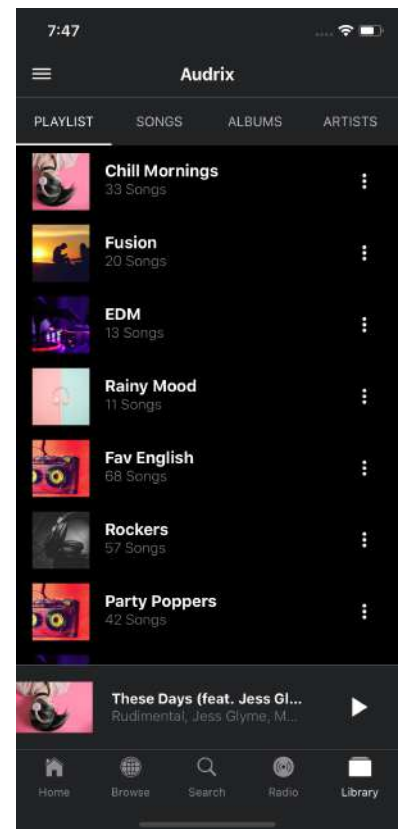 7:47
Audrix
PLAYLIST SONGS ALBUMS ARTISTS
Chill Mornings
33 Songs
Fusion
20 Songs
EDM
13 Songs
Rainy Mood
11 Songs
Fav English
68 Songs
Rockers
57 Songs
Party Poppers
42 Songs
These Days (feat. Jess Gl...
Rudimental, Jess Glyme, M...
Home Browse Search Radio Library